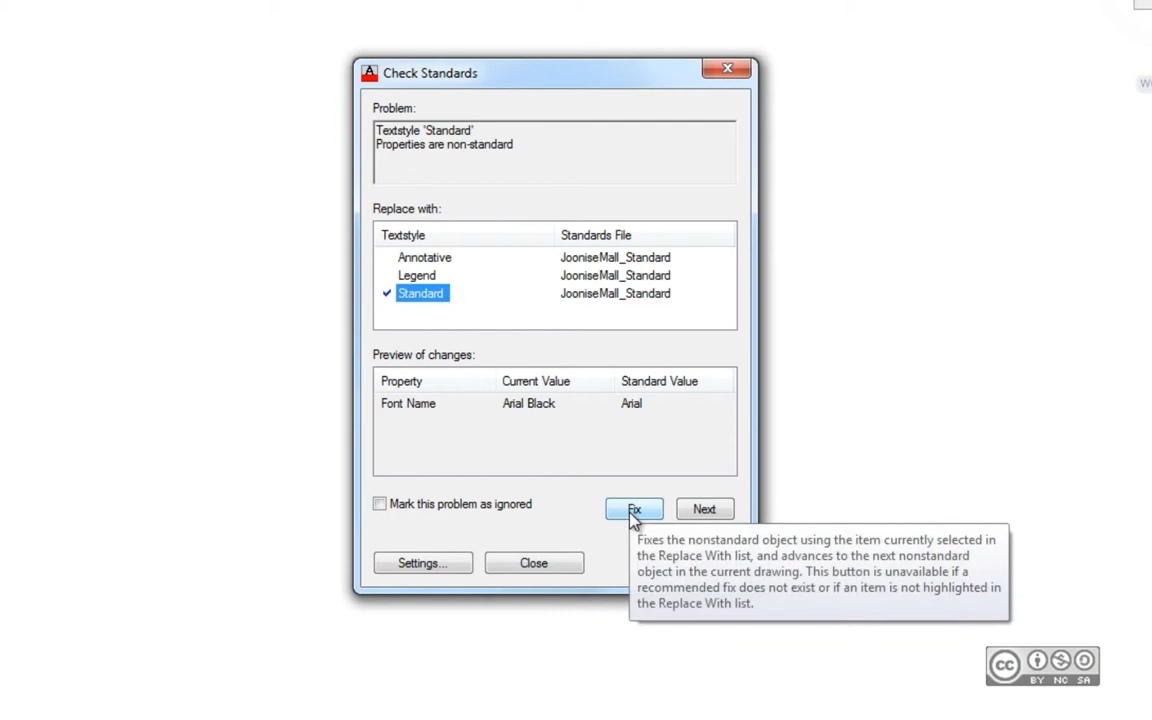 Check Standards
Problem:
Textstyle 'Standard'
Properties are non-standard
Replace with:
Textstyle Standards File
Annotative JooniseMall_Standard
Legend JooniseMall_Standard
Standard JooniseMall_Standard
Preview of changes:
Property Current Value Standard Value
Font Name Arial Black Arial
Mark this problem as ignored
Fix Next
Fixes the nonstandard object using the item currently selected in
the Replace With list, and advances to the next nonstandard
object in the current drawing. This button is unavailable if a
recommended fix does not exist or if an item is not highlighted in
the Replace With list.
Settings... Close
CC BY NC SA